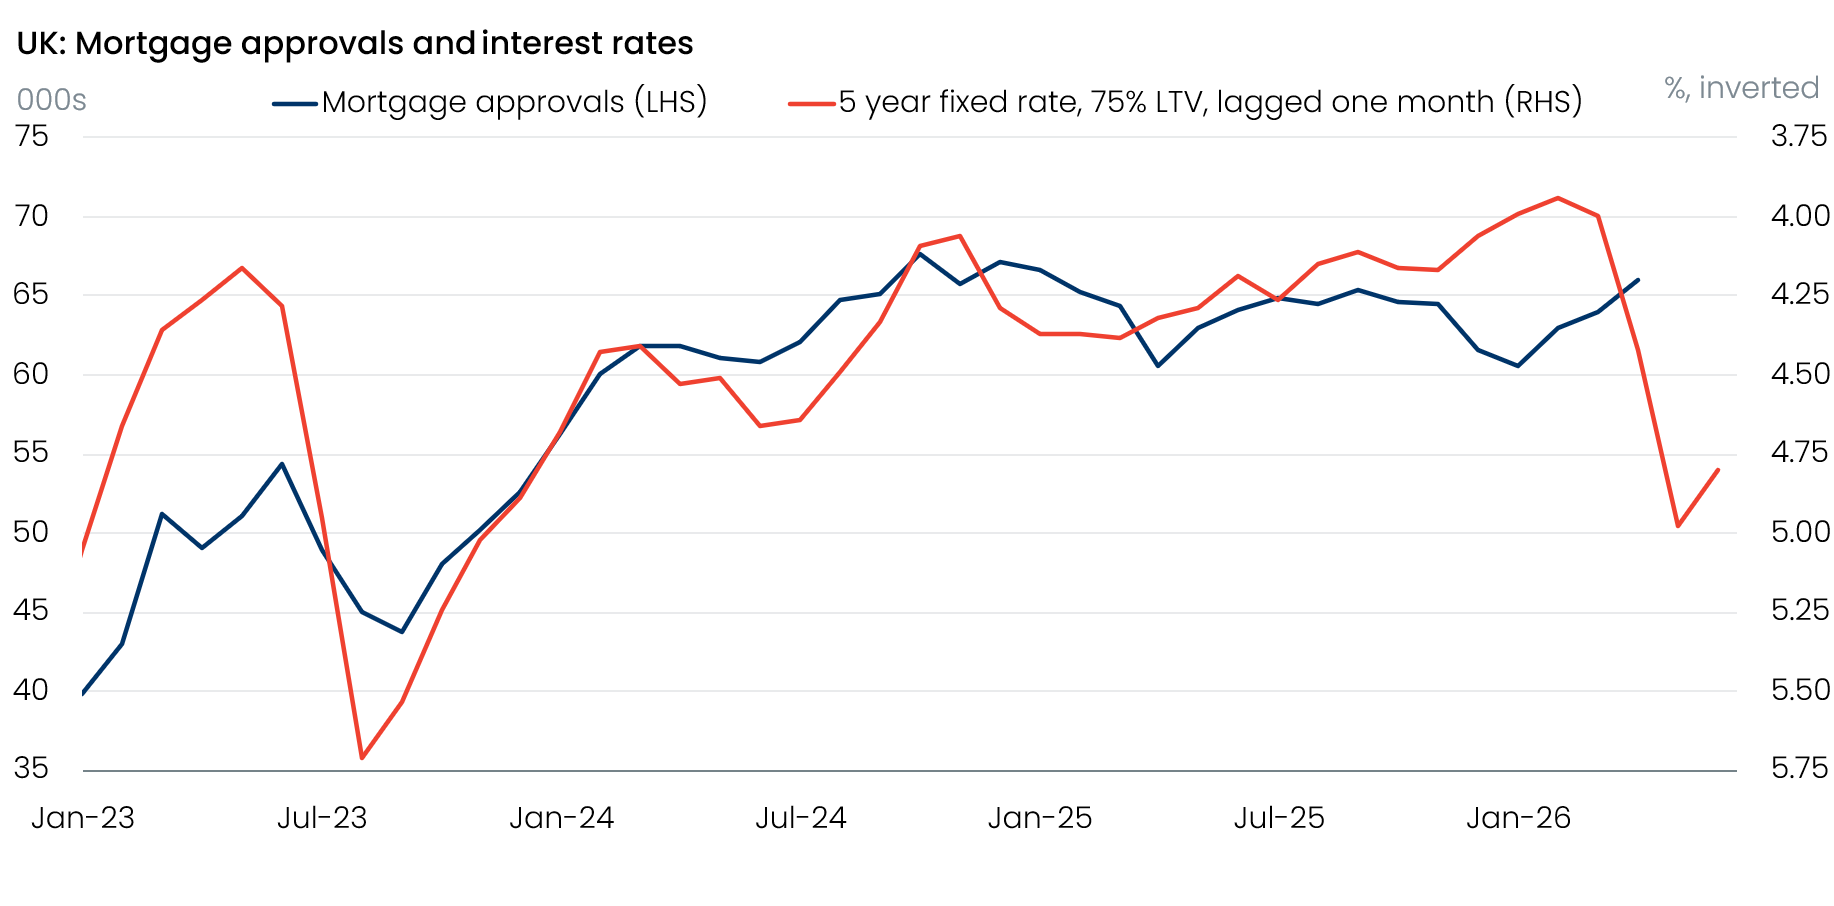 UK: Mortgage approvals and interest rates
000s
Mortgage approvals (LHS)
5 year fixed rate, 75% LTV, lagged one month (RHS)
%, inverted
75
3.75
70
4.00
65
4.25
60
4.50
55
4.75
50
5.00
45
5.25
40
5.50
35
5.75
Jan-23
Jul-23
Jan-24
Jul-24
Jan-25
Jul-25
Jan-26